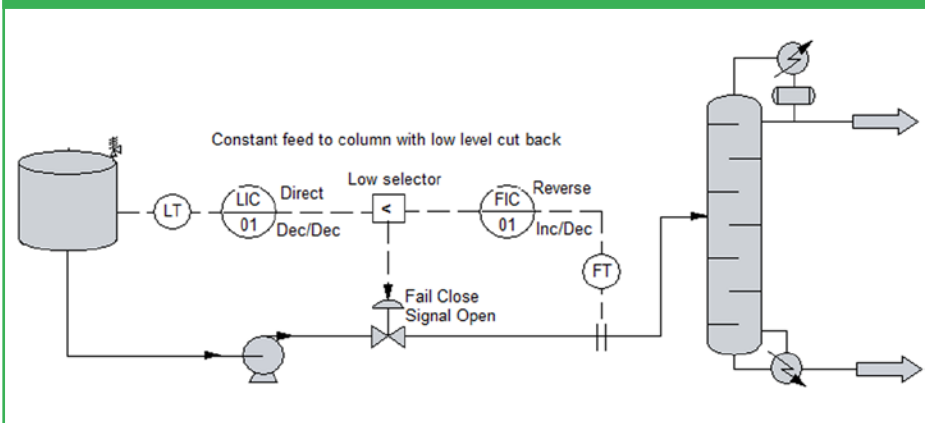 Constant feed to column with low level cut back
Low selector
LT
LIC
01
Direct
Dec/Dec
<
FIC
01
Reverse
Inc/Dec
FT
Fail Close
Signal Open